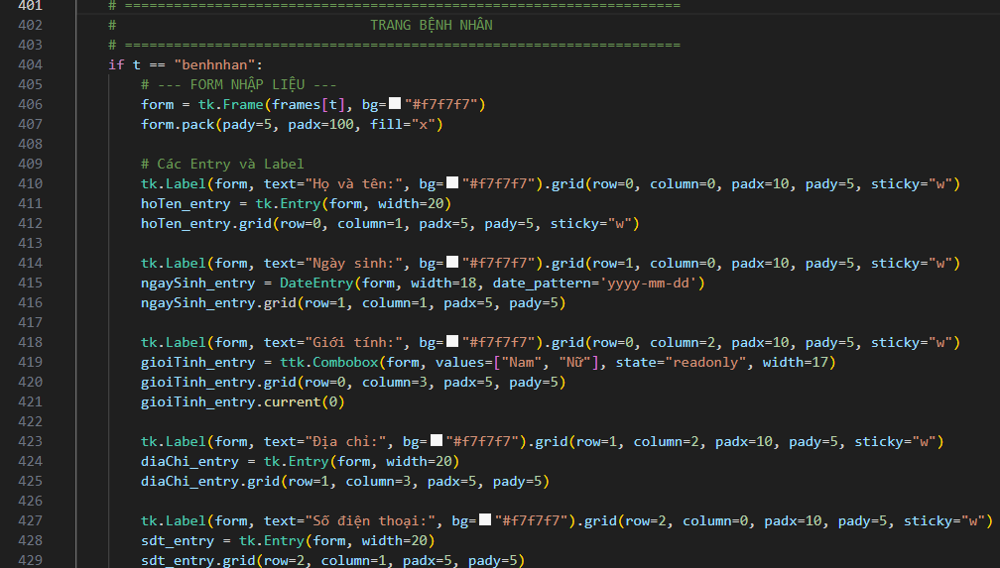 401 # ====================================================================
402 # TRANG BỆNH NHÂN
403 # ====================================================================
404 if t == "benhnhan":
405 # --- FORM NHẬP LIỆU ---
406 form = tk.Frame(frames[t], bg="#f7f7f7")
407 form.pack(pady=5, padx=100, fill="x")
408
409 # Các Entry và Label
410 tk.Label(form, text="Họ và tên:", bg="#f7f7f7").grid(row=0, column=0, padx=10, pady=5, sticky="w")
411 hoTen_entry = tk.Entry(form, width=20)
412 hoTen_entry.grid(row=0, column=1, padx=5, pady=5, sticky="w")
413
414 tk.Label(form, text="Ngày sinh:", bg="#f7f7f7").grid(row=1, column=0, padx=10, pady=5, sticky="w")
415 ngaySinh_entry = DateEntry(form, width=18, date_pattern='yyyy-mm-dd')
416 ngaySinh_entry.grid(row=1, column=1, padx=5, pady=5)
417
418 tk.Label(form, text="Giới tính:", bg="#f7f7f7").grid(row=0, column=2, padx=10, pady=5, sticky="w")
419 gioiTinh_entry = ttk.Combobox(form, values=["Nam", "Nữ"], state="readonly", width=17)
420 gioiTinh_entry.grid(row=0, column=3, padx=5, pady=5)
421 gioiTinh_entry.current(0)
422
423 tk.Label(form, text="Địa chỉ:", bg="#f7f7f7").grid(row=1, column=2, padx=10, pady=5, sticky="w")
424 diaChi_entry = tk.Entry(form, width=20)
425 diaChi_entry.grid(row=1, column=3, padx=5, pady=5)
426
427 tk.Label(form, text="Số điện thoại:", bg="#f7f7f7").grid(row=2, column=0, padx=10, pady=5, sticky="w")
428 sdt_entry = tk.Entry(form, width=20)
429 sdt_entry.grid(row=2, column=1, padx=5, pady=5)